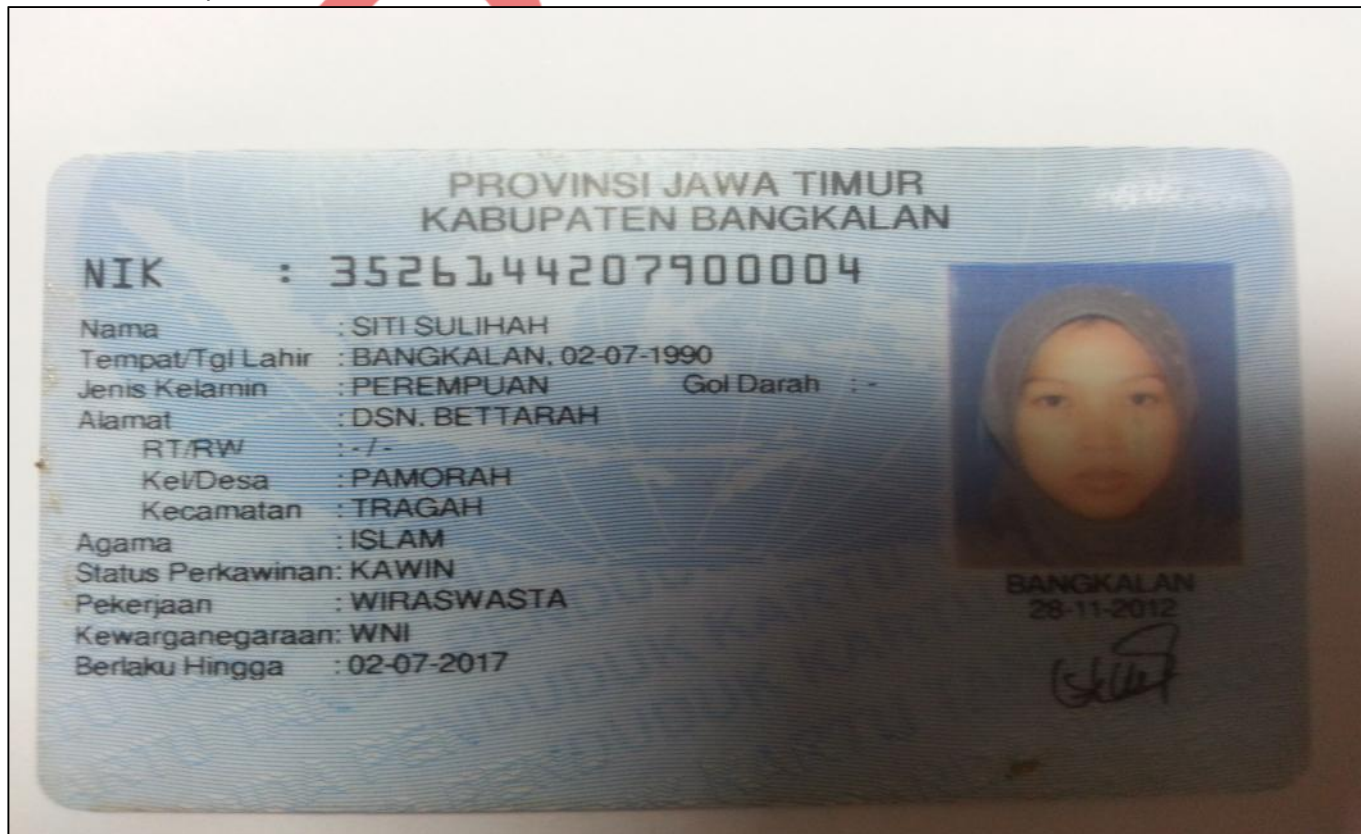 PROVINSI JAWA TIMUR
KABUPATEN BANGKALAN
NIK : 3526144207900004
Nama : SITI SULIHAH
Tempat/Tgl Lahir : BANGKALAN, 02-07-1990
Jenis Kelamin : PEREMPUAN Gol Darah : -
Alamat : DSN. BETTARAH
RT/RW : - / -
Kel/Desa : PAMORAH
Kecamatan : TRAGAH
Agama : ISLAM
Status Perkawinan: KAWIN
Pekerjaan : WIRASWASTA
Kewarganegaraan: WNI
Berlaku Hingga : 02-07-2017
BANGKALAN
28-11-2012